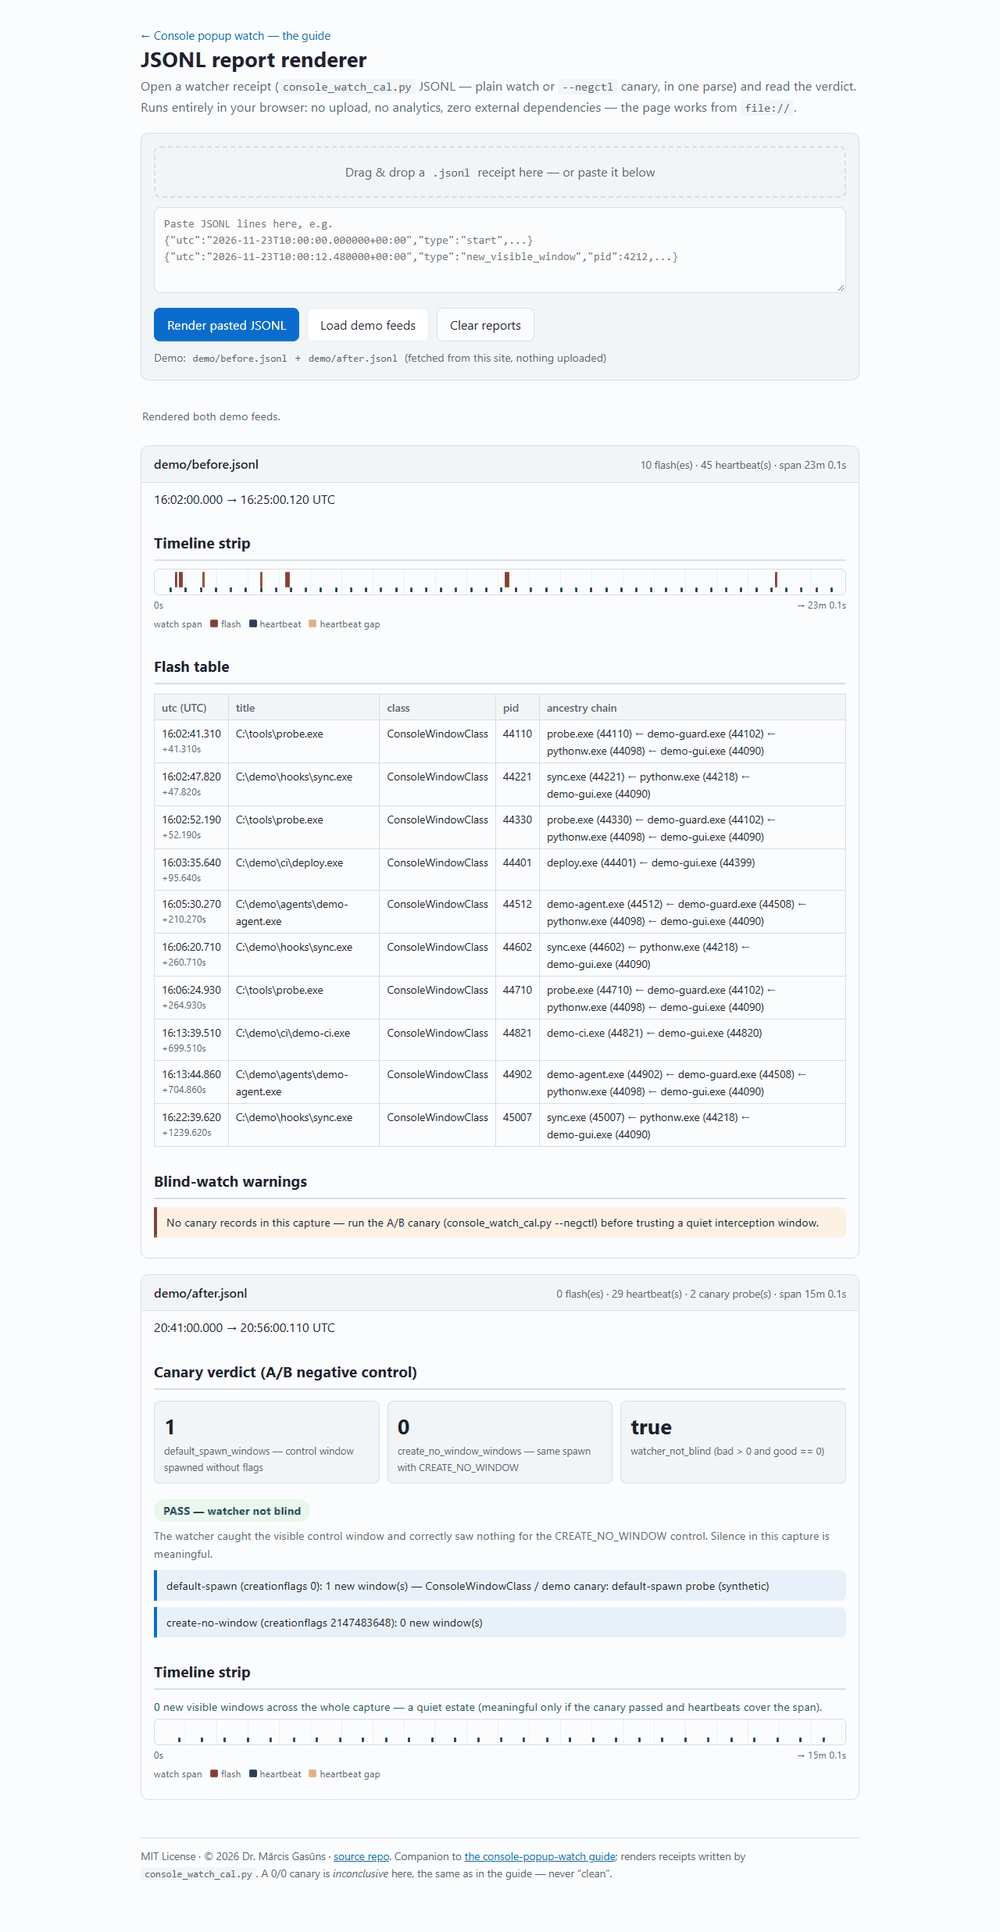 ← Console popup watch — the guide
JSONL report renderer
Open a watcher receipt ( console_watch_cal.py JSONL — plain watch or --negctl canary, in one parse) and read the verdict.
Runs entirely in your browser: no upload, no analytics, zero external dependencies — the page works from file:// .
Drag & drop a .jsonl receipt here — or paste it below
Paste JSONL lines here, e.g.
{"utc":"2026-11-23T10:00:00.000000+00:00","type":"start",...}
{"utc":"2026-11-23T10:00:12.480000+00:00","type":"new_visible_window","pid":4212,...}
Render pasted JSONL Load demo feeds Clear reports
Demo: demo/before.jsonl + demo/after.jsonl (fetched from this site, nothing uploaded)
Rendered both demo feeds.
demo/before.jsonl 10 flash(es) · 45 heartbeat(s) · span 23m 0.1s
16:02:00.000 → 16:25:00.120 UTC
Timeline strip
0s → 23m 0.1s
watch span flash heartbeat heartbeat gap
Flash table
utc (UTC) title class pid ancestry chain
16:02:41.310 C:\tools\probe.exe ConsoleWindowClass 44110 probe.exe (44110) ← demo-guard.exe (44102) ←
+41.310s pythonw.exe (44098) ← demo-gui.exe (44090)
16:02:47.820 C:\demo\hooks\sync.exe ConsoleWindowClass 44221 sync.exe (44221) ← pythonw.exe (44218) ←
+47.820s demo-gui.exe (44090)
16:02:52.190 C:\tools\probe.exe ConsoleWindowClass 44330 probe.exe (44330) ← demo-guard.exe (44102) ←
+52.190s pythonw.exe (44098) ← demo-gui.exe (44090)
16:03:35.640 C:\demo\ci\deploy.exe ConsoleWindowClass 44401 deploy.exe (44401) ← demo-gui.exe (44399)
+95.640s
16:05:30.270 C:\demo\agents\demo- ConsoleWindowClass 44512 demo-agent.exe (44512) ← demo-guard.exe (44508) ←
+210.270s agent.exe pythonw.exe (44098) ← demo-gui.exe (44090)
16:06:20.710 C:\demo\hooks\sync.exe ConsoleWindowClass 44602 sync.exe (44602) ← pythonw.exe (44218) ←
+260.710s demo-gui.exe (44090)
16:06:24.930 C:\tools\probe.exe ConsoleWindowClass 44710 probe.exe (44710) ← demo-guard.exe (44102) ←
+264.930s pythonw.exe (44098) ← demo-gui.exe (44090)
16:13:39.510 C:\demo\ci\demo-ci.exe ConsoleWindowClass 44821 demo-ci.exe (44821) ← demo-gui.exe (44820)
+699.510s
16:13:44.860 C:\demo\agents\demo- ConsoleWindowClass 44902 demo-agent.exe (44902) ← demo-guard.exe (44508) ←
+704.860s agent.exe pythonw.exe (44098) ← demo-gui.exe (44090)
16:22:39.620 C:\demo\hooks\sync.exe ConsoleWindowClass 45007 sync.exe (45007) ← pythonw.exe (44218) ←
+1239.620s demo-gui.exe (44090)
Blind-watch warnings
No canary records in this capture — run the A/B canary (console_watch_cal.py --negctl) before trusting a quiet interception window.
demo/after.jsonl 0 flash(es) · 29 heartbeat(s) · 2 canary probe(s) · span 15m 0.1s
20:41:00.000 → 20:56:00.110 UTC
Canary verdict (A/B negative control)
1 0 true
default_spawn_windows — control window create_no_window_windows — same spawn watcher_not_blind (bad > 0 and good == 0)
spawned without flags with CREATE_NO_WINDOW
PASS — watcher not blind
The watcher caught the visible control window and correctly saw nothing for the CREATE_NO_WINDOW control. Silence in this capture is
meaningful.
default-spawn (creationflags 0): 1 new window(s) — ConsoleWindowClass / demo canary: default-spawn probe (synthetic)
create-no-window (creationflags 2147483648): 0 new window(s)
Timeline strip
0 new visible windows across the whole capture — a quiet estate (meaningful only if the canary passed and heartbeats cover the span).
0s → 15m 0.1s
watch span flash heartbeat heartbeat gap
MIT License · © 2026 Dr. Mārcis Gasūns · source repo. Companion to the console-popup-watch guide; renders receipts written by
console_watch_cal.py . A 0/0 canary is inconclusive here, the same as in the guide — never “clean”.